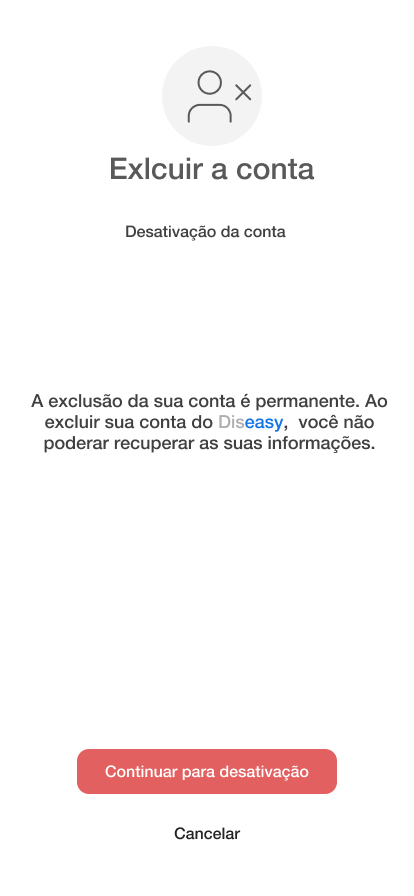 Exlcuir a conta
Desativação da conta
A exclusão da sua conta é permanente. Ao
excluir sua conta do Diseasy,  você não
poderar recuperar as suas informações.
Continuar para desativação
Cancelar